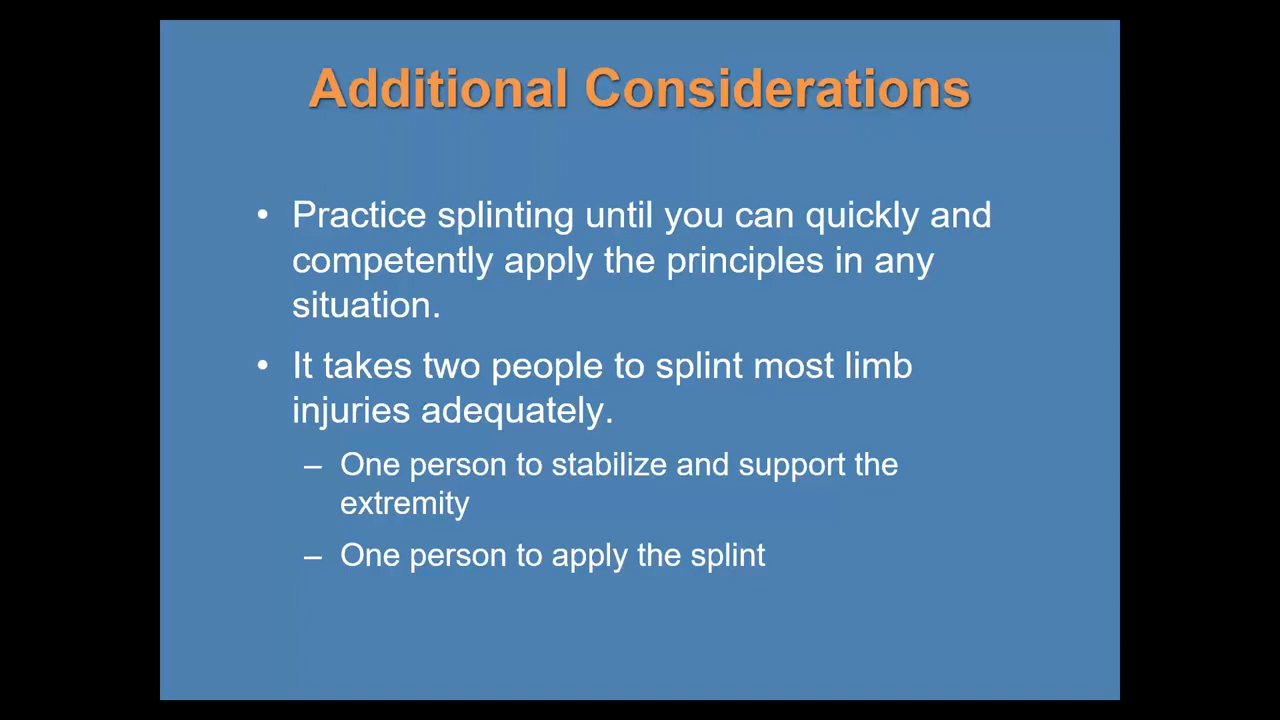 Additional Considerations
• Practice splinting until you can quickly and
competently apply the principles in any
situation.
• It takes two people to splint most limb
injuries adequately.
– One person to stabilize and support the
extremity
– One person to apply the splint